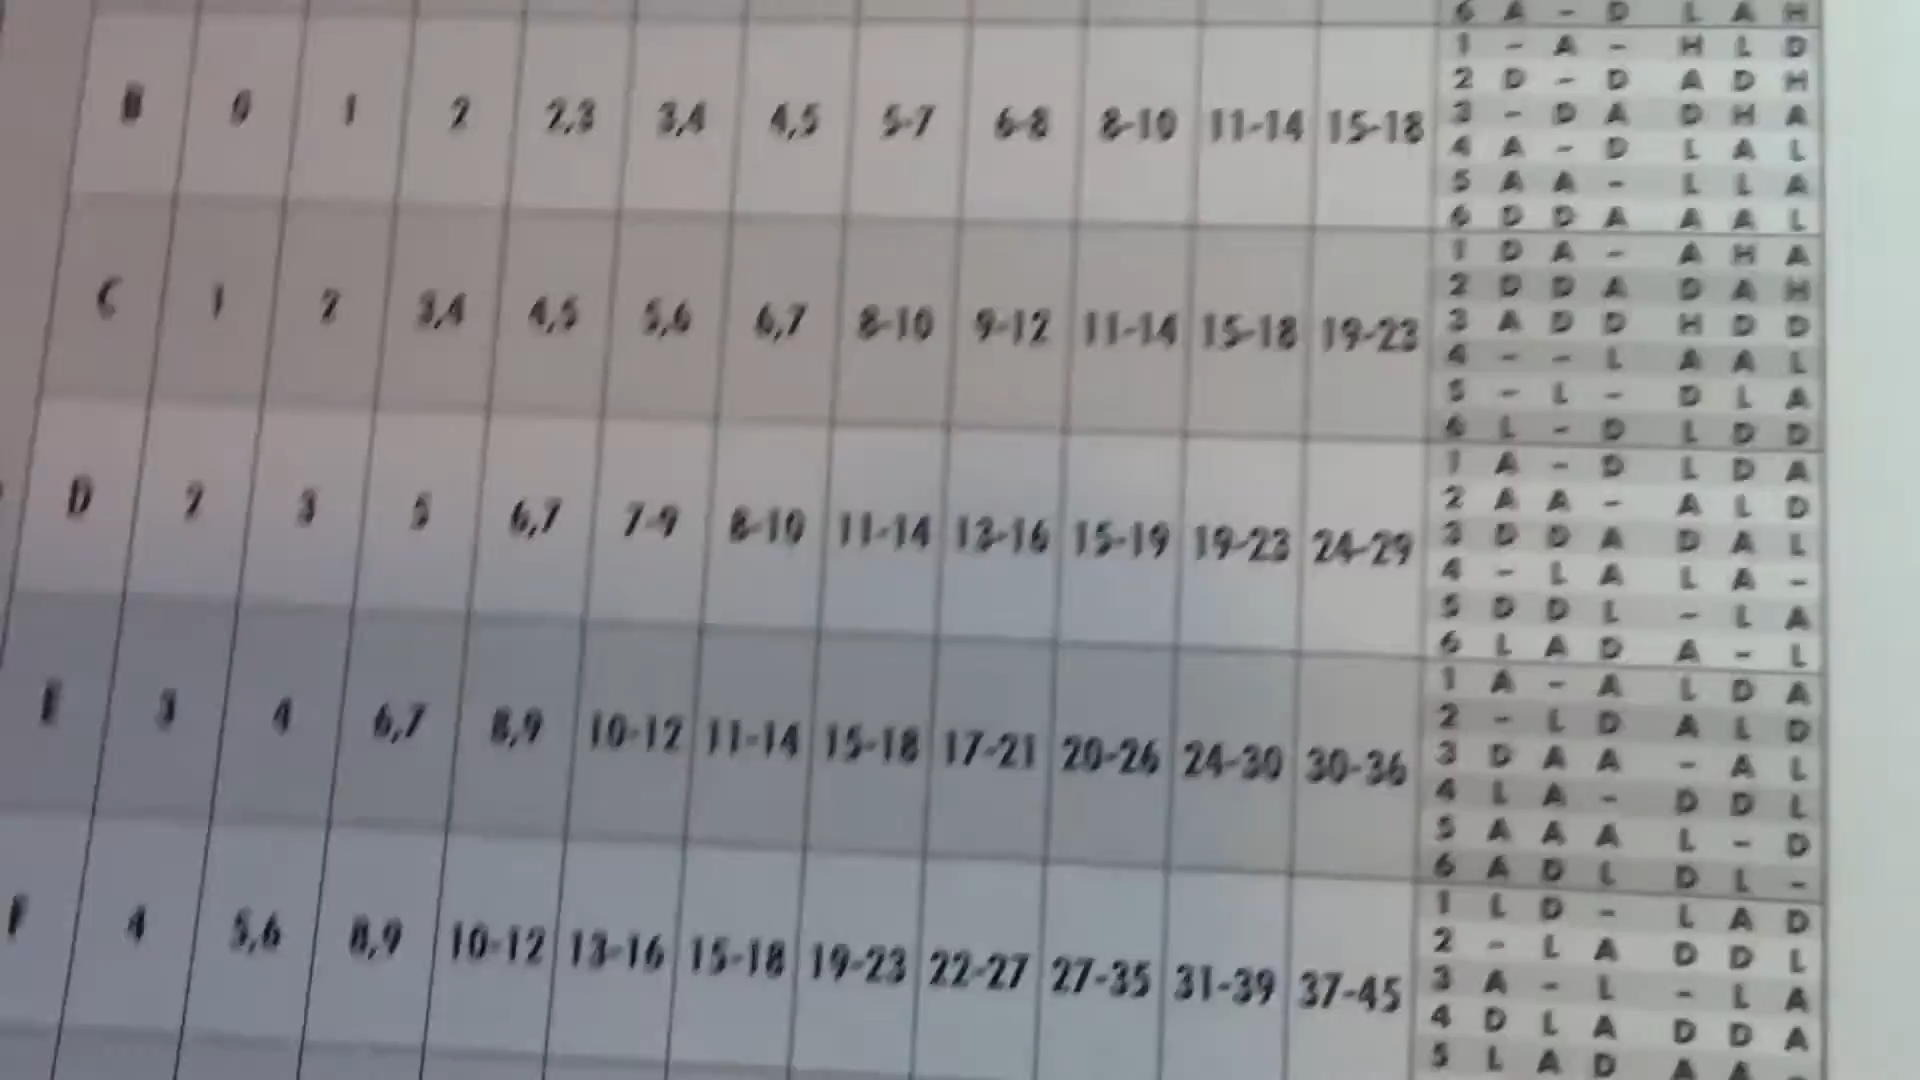 6 A - D L A H
1 - A - H L D
2 D - D A D H
B 0 1 2 2,3 3,4 4,5 5-7 6-8 8-10 11-14 15-18
3 - D A D H A
4 A - D L A L
5 A A - L L A
6 D D A A A L
1 D A - A H A
2 D D A D A H
C 1 2 3,4 4,5 5,6 6,7 8-10 9-12 11-14 15-18 19-23
3 A D D H D D
4 - - L A A L
5 - L - D L A
6 L - D L D D
1 A - D L D A
2 A A - A L D
D 2 3 5 6,7 7-9 8-10 11-14 13-16 15-19 19-23 24-29
3 D D A D A L
4 - L A L A -
5 D D L - L A
6 L A D A - L
1 A - A L D A
2 - L D A L D
E 3 4 6,7 8,9 10-12 11-14 15-18 17-21 20-26 24-30 30-36
3 D A A - A L
4 L A - D D L
5 A A A L - D
6 A D L D L -
1 L D - L A D
2 - L A D D L
F 4 5,6 8,9 10-12 13-16 15-18 19-23 22-27 27-35 31-39 37-45
3 A - L - L A
4 D L A D D A
5 L A D A A -